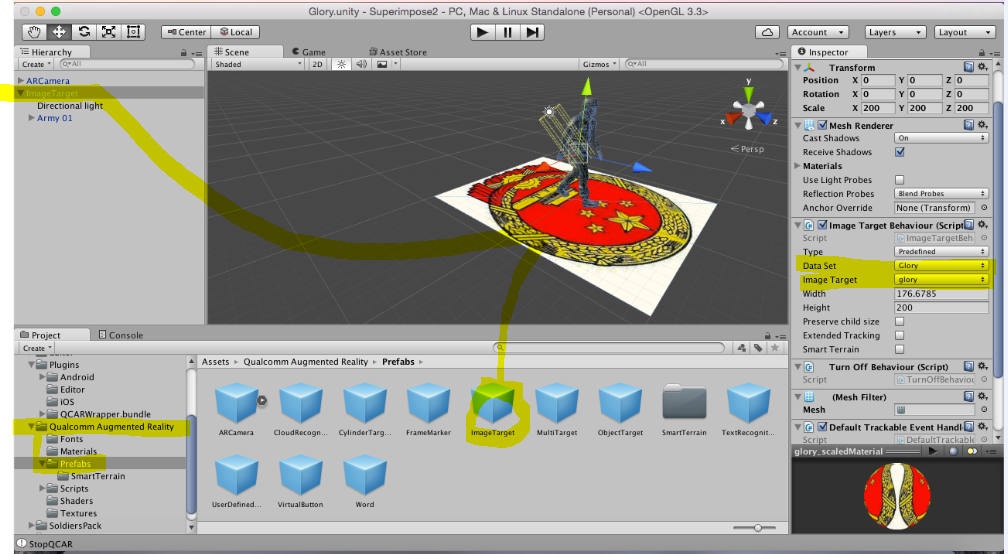 Glory.unity - Superimpose2 - PC, Mac & Linux Standalone (Personal) <OpenGL 3.3>
Center Local Account Layers Layout
Hierarchy
Create Q▾All
ARCamera
ImageTarget
Directional light
Army 01
Scene Game Asset Store
Shaded 2D Gizmos Q▾All
y
x z
Persp
Inspector
Transform
Position X 0 Y 0 Z 0
Rotation X 0 Y 0 Z 0
Scale X 200 Y 200 Z 200
Mesh Renderer
Cast Shadows On
Receive Shadows
Materials
Use Light Probes
Reflection Probes Blend Probes
Anchor Override None (Transform)
Image Target Behaviour (Script
Script ImageTargetBeh
Type Predefined
Data Set Glory
Image Target glory
Width 176.6785
Height 200
Preserve child size
Extended Tracking
Smart Terrain
Turn Off Behaviour (Script)
Script TurnOffBehaviou
(Mesh Filter)
Mesh
Default Trackable Event Handl
Script DefaultTrackable
glory_scaledMaterial
Project Console
Create
Plugins
Android
Editor
iOS
QCARWrapper.bundle
Qualcomm Augmented Reality
Fonts
Materials
Prefabs
SmartTerrain
Scripts
Shaders
Textures
SoldiersPack
Assets Qualcomm Augmented Reality Prefabs
ARCamera CloudRecogn... CylinderTarg... FrameMarker ImageTarget MultiTarget ObjectTarget SmartTerrain TextRecognit...
UserDefined... VirtualButton Word
StopQCAR